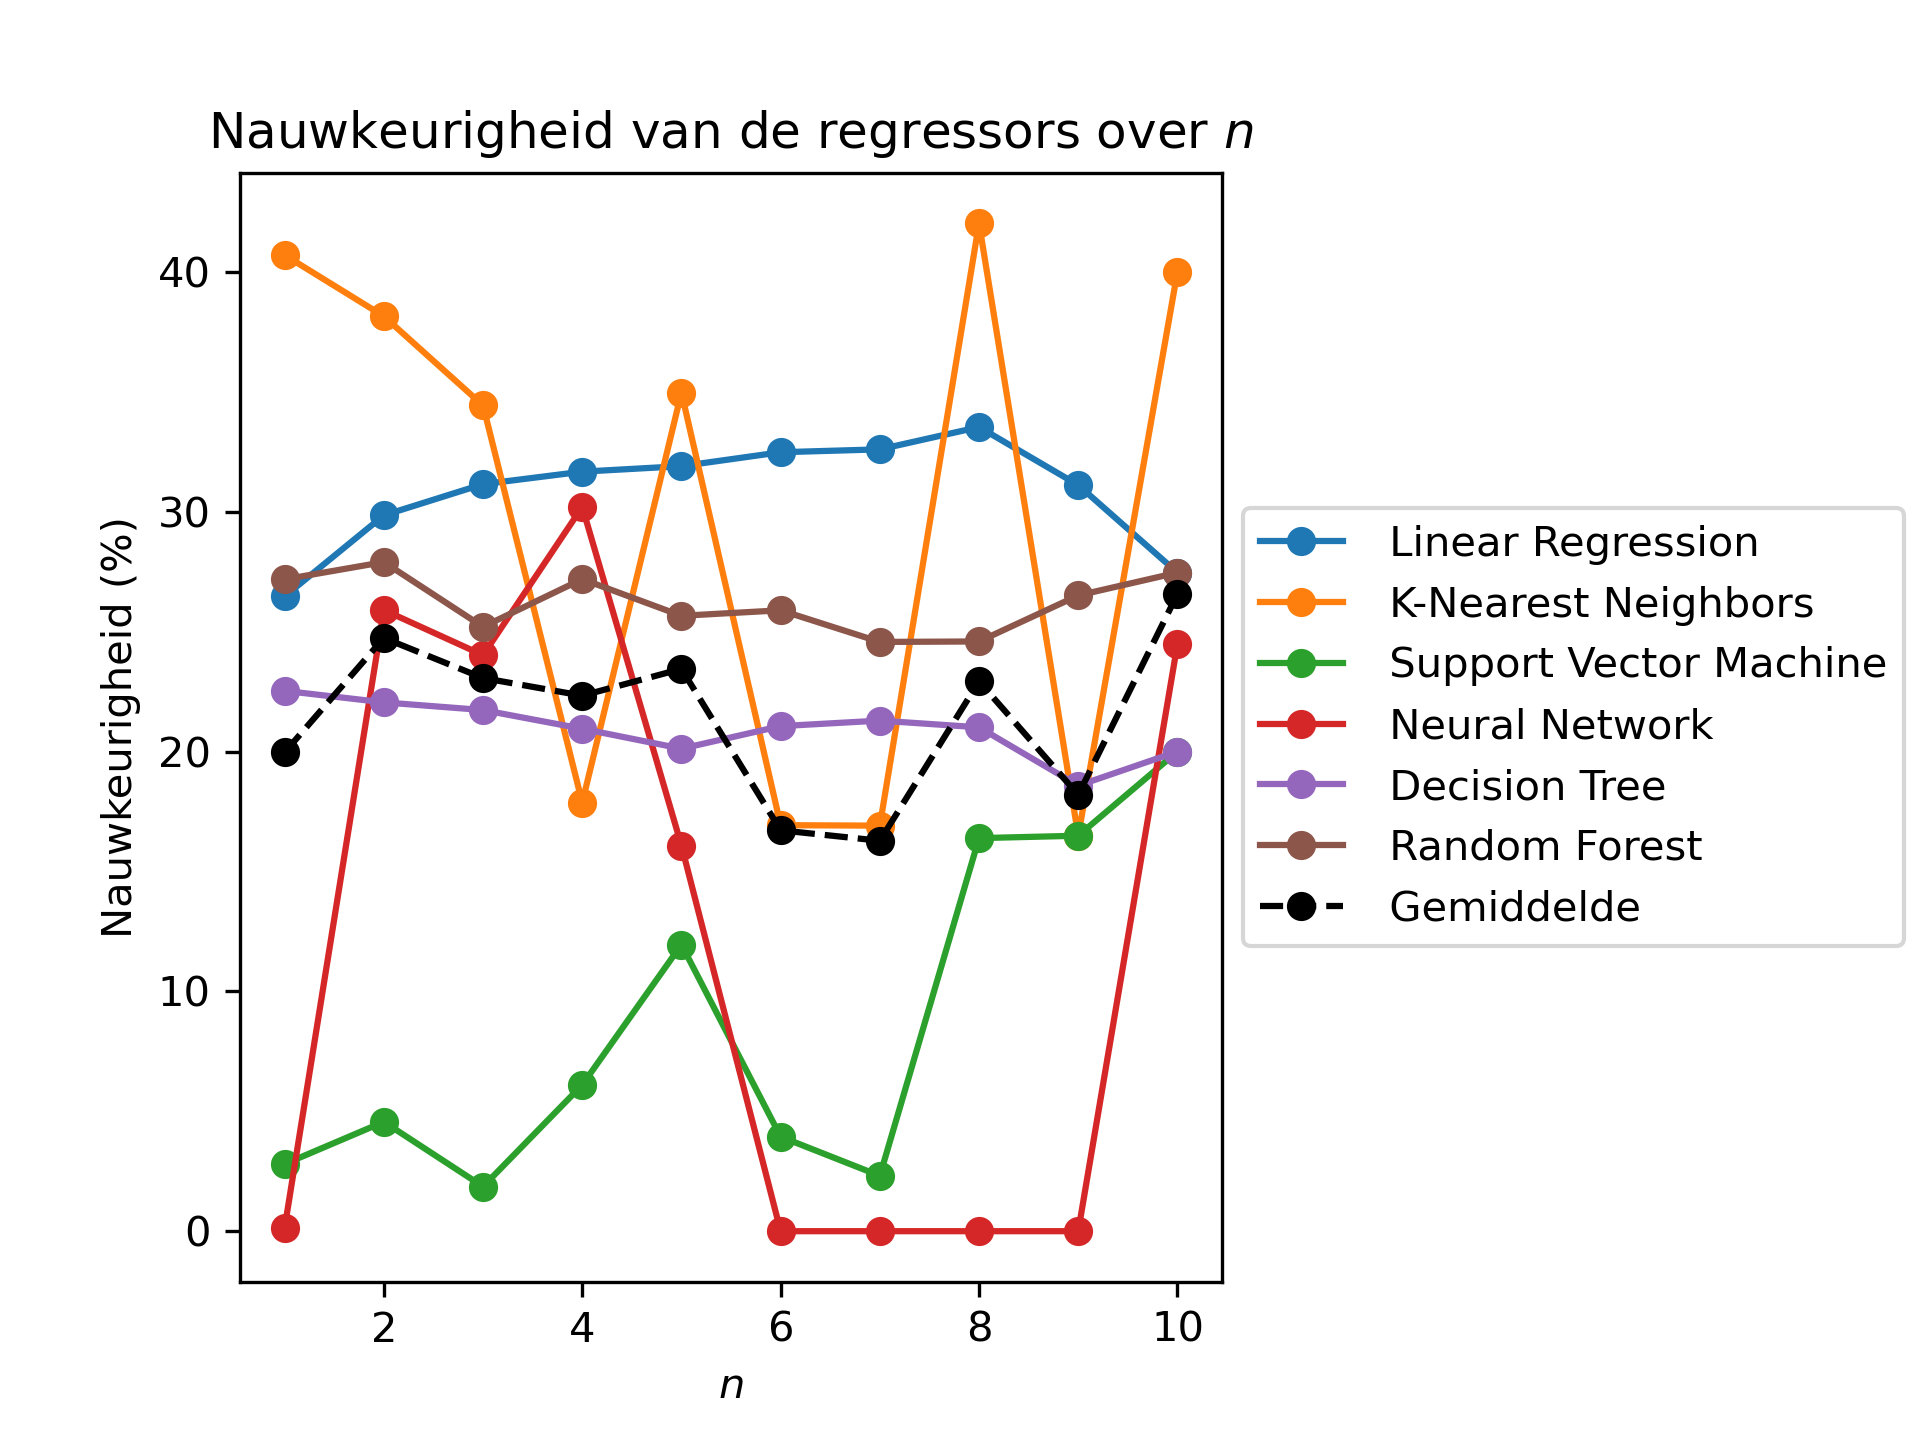 Nauwkeurigheid van de regressors over n
Nauwkeurigheid (%)
40
30
20
10
0
2 4 6 8 10
n
Linear Regression
K-Nearest Neighbors
Support Vector Machine
Neural Network
Decision Tree
Random Forest
Gemiddelde